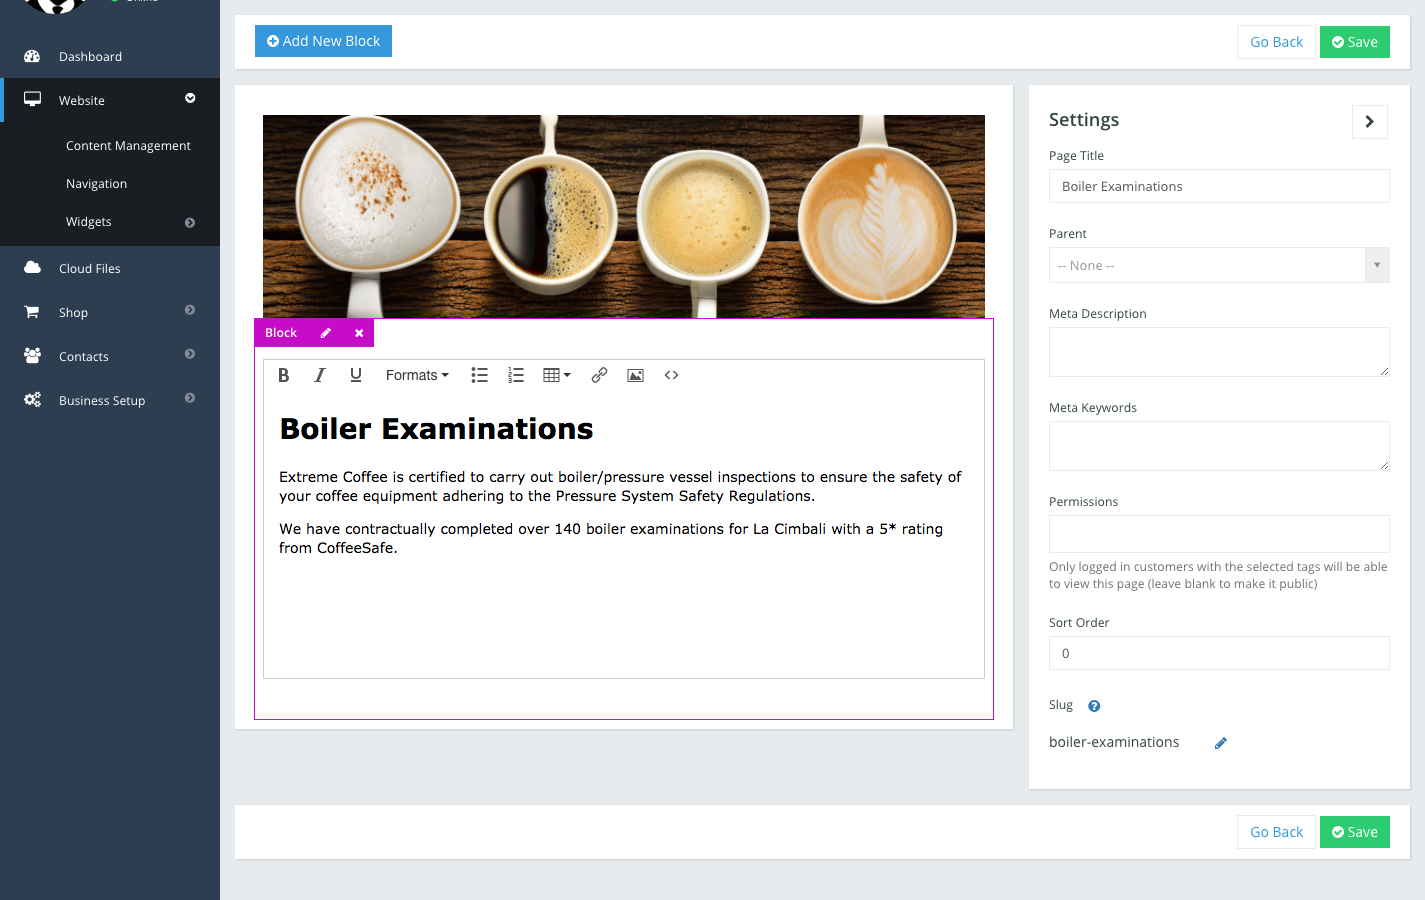 Online
Dashboard
Website
Content Management
Navigation
Widgets
Cloud Files
Shop
Contacts
Business Setup
Add New Block
Go Back
Save
Block
Formats
Boiler Examinations
Extreme Coffee is certified to carry out boiler/pressure vessel inspections to ensure the safety of
your coffee equipment adhering to the Pressure System Safety Regulations.
We have contractually completed over 140 boiler examinations for La Cimbali with a 5* rating
from CoffeeSafe.
Settings
Page Title
Boiler Examinations
Parent
-- None --
Meta Description
Meta Keywords
Permissions
Only logged in customers with the selected tags will be able
to view this page (leave blank to make it public)
Sort Order
0
Slug
boiler-examinations
Go Back
Save